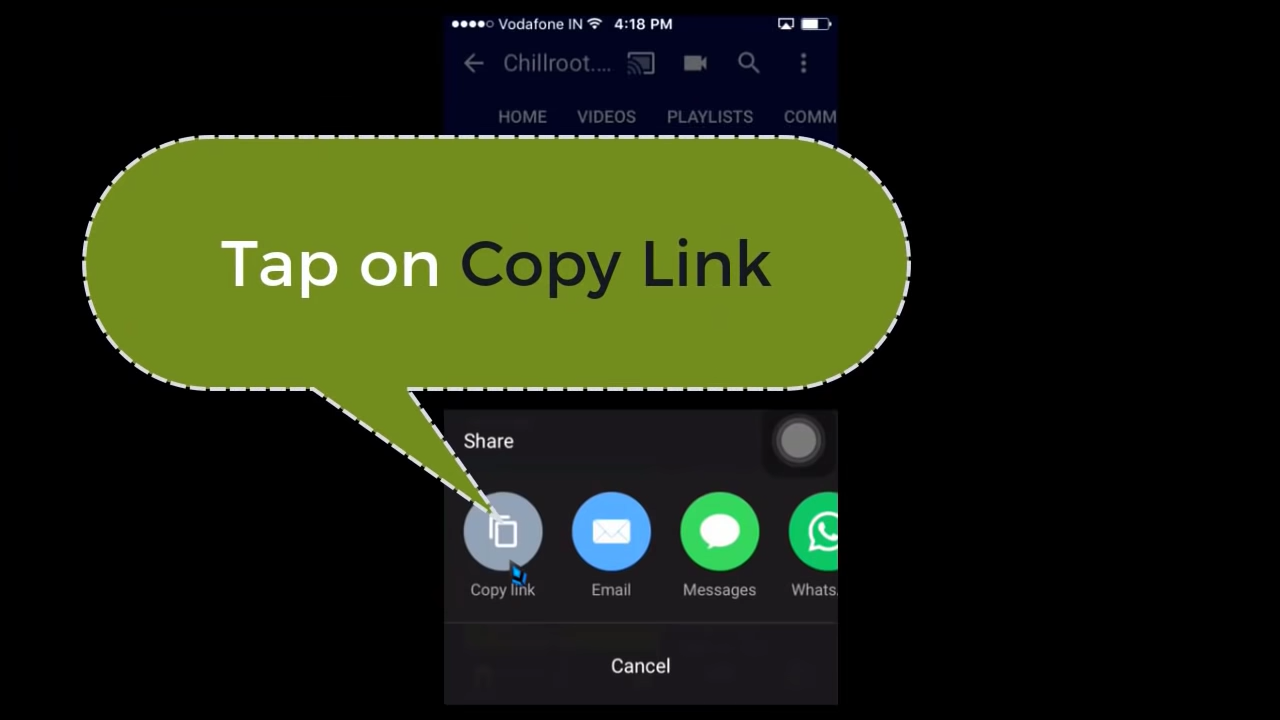 Vodafone IN 4:18 PM
Chillroot....
HOME VIDEOS PLAYLISTS COMM
Tap on Copy Link
Share
Copy link Email Messages Whats.
Cancel